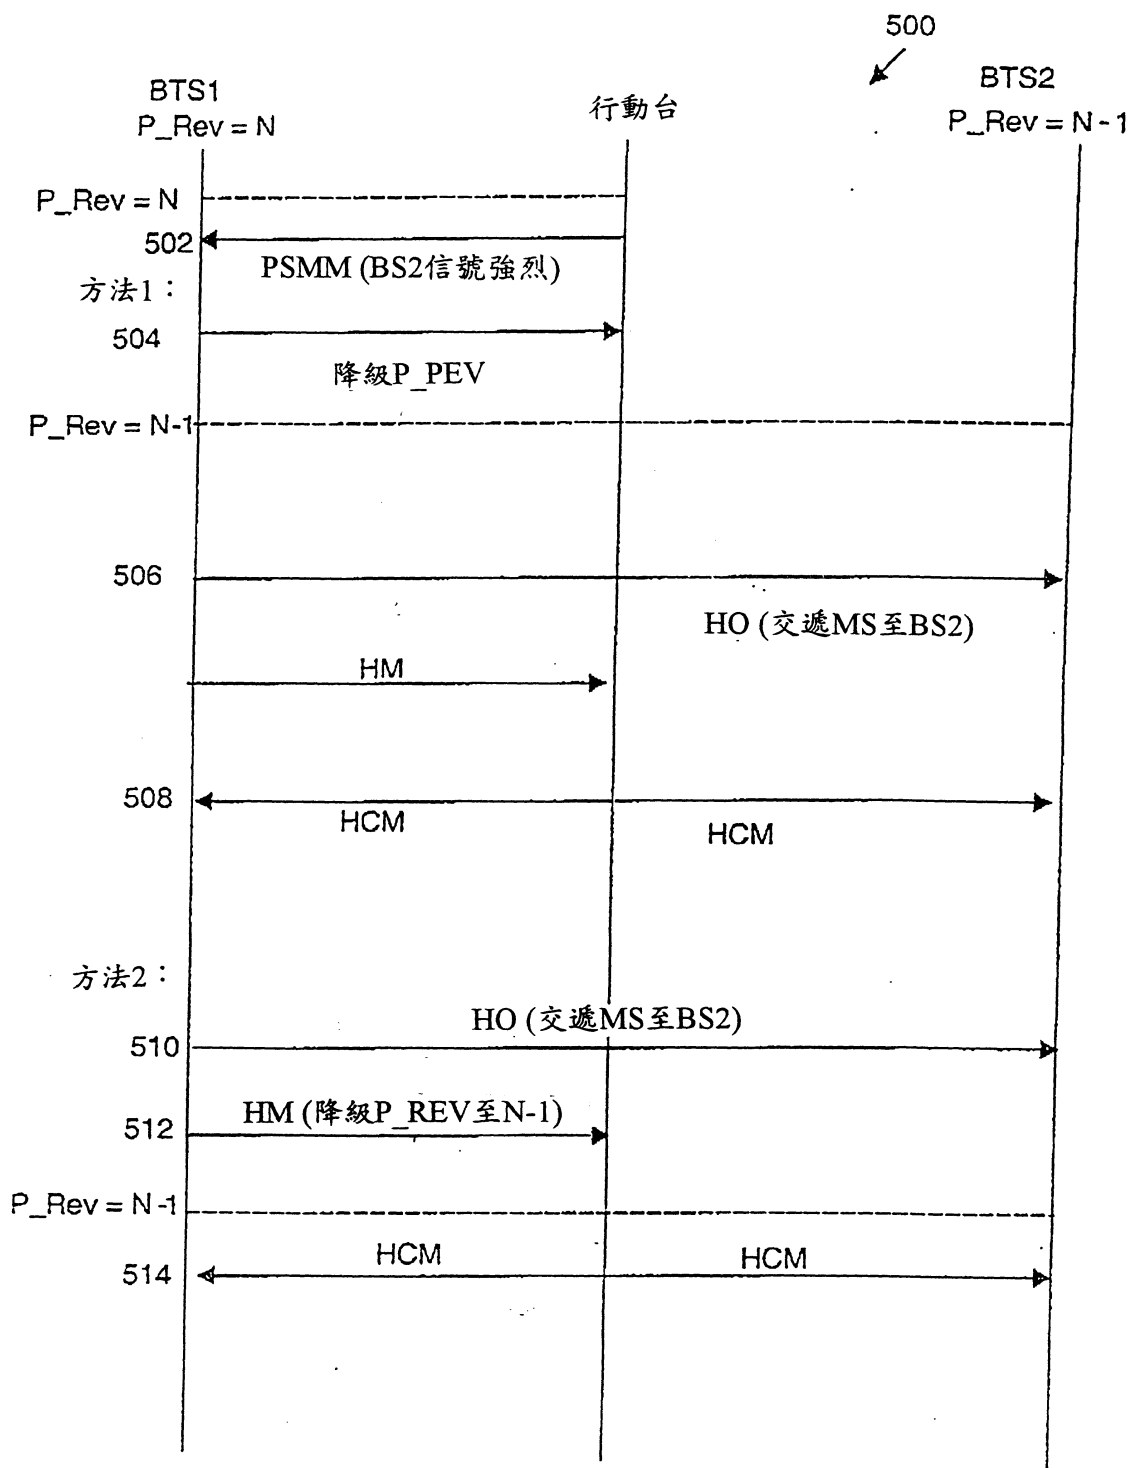 500
BTS1
P_Rev = N
行動台
BTS2
P_Rev = N-1
P_Rev = N
502
PSMM (BS2信號強烈)
方法1：
504
降級P_PEV
P_Rev = N-1
506
HO (交遞MS至BS2)
HM
508
HCM
HCM
方法2：
HO (交遞MS至BS2)
510
HM (降級P_REV至N-1)
512
P_Rev = N-1
HCM
HCM
514